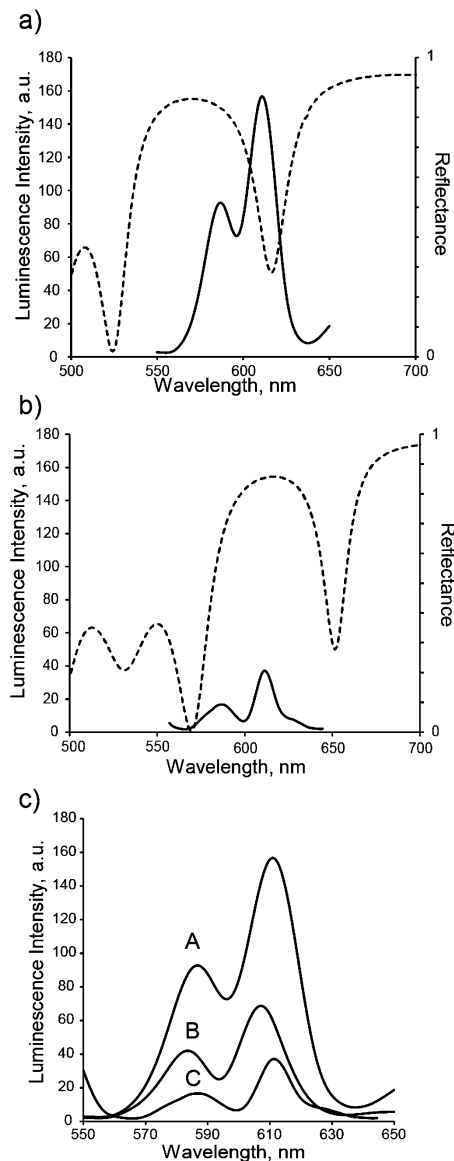 a)
Luminescence Intensity, a.u.
180
160
140
120
100
80
60
40
20
0
1
0
Reflectance
500 550 600 650 700
Wavelength, nm
b)
Luminescence Intensity, a.u.
180
160
140
120
100
80
60
40
20
0
1
0
Reflectance
500 550 600 650 700
Wavelength, nm
c)
Luminescence Intensity, a.u.
180
160
140
120
100
80
60
40
20
0
A
B
C
550 570 590 610 630 650
Wavelength, nm